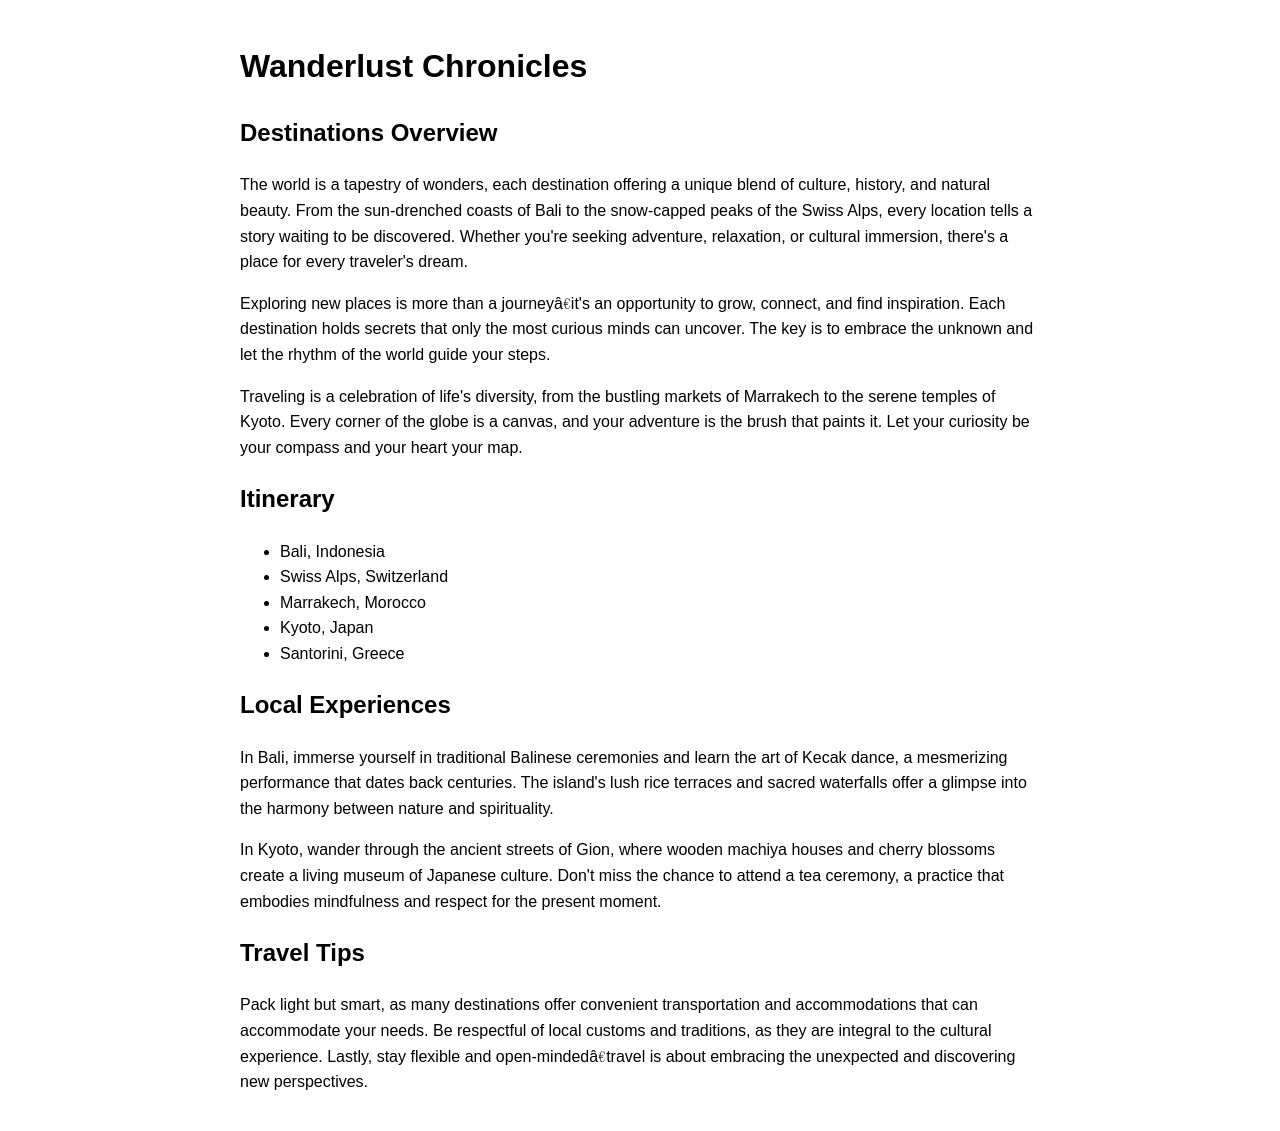 Wanderlust Chronicles
Destinations Overview
The world is a tapestry of wonders, each destination offering a unique blend of culture, history, and natural
beauty. From the sun-drenched coasts of Bali to the snow-capped peaks of the Swiss Alps, every location tells a
story waiting to be discovered. Whether you're seeking adventure, relaxation, or cultural immersion, there's a
place for every traveler's dream.
Exploring new places is more than a journeyâ€it's an opportunity to grow, connect, and find inspiration. Each
destination holds secrets that only the most curious minds can uncover. The key is to embrace the unknown and
let the rhythm of the world guide your steps.
Traveling is a celebration of life's diversity, from the bustling markets of Marrakech to the serene temples of
Kyoto. Every corner of the globe is a canvas, and your adventure is the brush that paints it. Let your curiosity be
your compass and your heart your map.
Itinerary
• Bali, Indonesia
• Swiss Alps, Switzerland
• Marrakech, Morocco
• Kyoto, Japan
• Santorini, Greece
Local Experiences
In Bali, immerse yourself in traditional Balinese ceremonies and learn the art of Kecak dance, a mesmerizing
performance that dates back centuries. The island's lush rice terraces and sacred waterfalls offer a glimpse into
the harmony between nature and spirituality.
In Kyoto, wander through the ancient streets of Gion, where wooden machiya houses and cherry blossoms
create a living museum of Japanese culture. Don't miss the chance to attend a tea ceremony, a practice that
embodies mindfulness and respect for the present moment.
Travel Tips
Pack light but smart, as many destinations offer convenient transportation and accommodations that can
accommodate your needs. Be respectful of local customs and traditions, as they are integral to the cultural
experience. Lastly, stay flexible and open-mindedâ€travel is about embracing the unexpected and discovering
new perspectives.